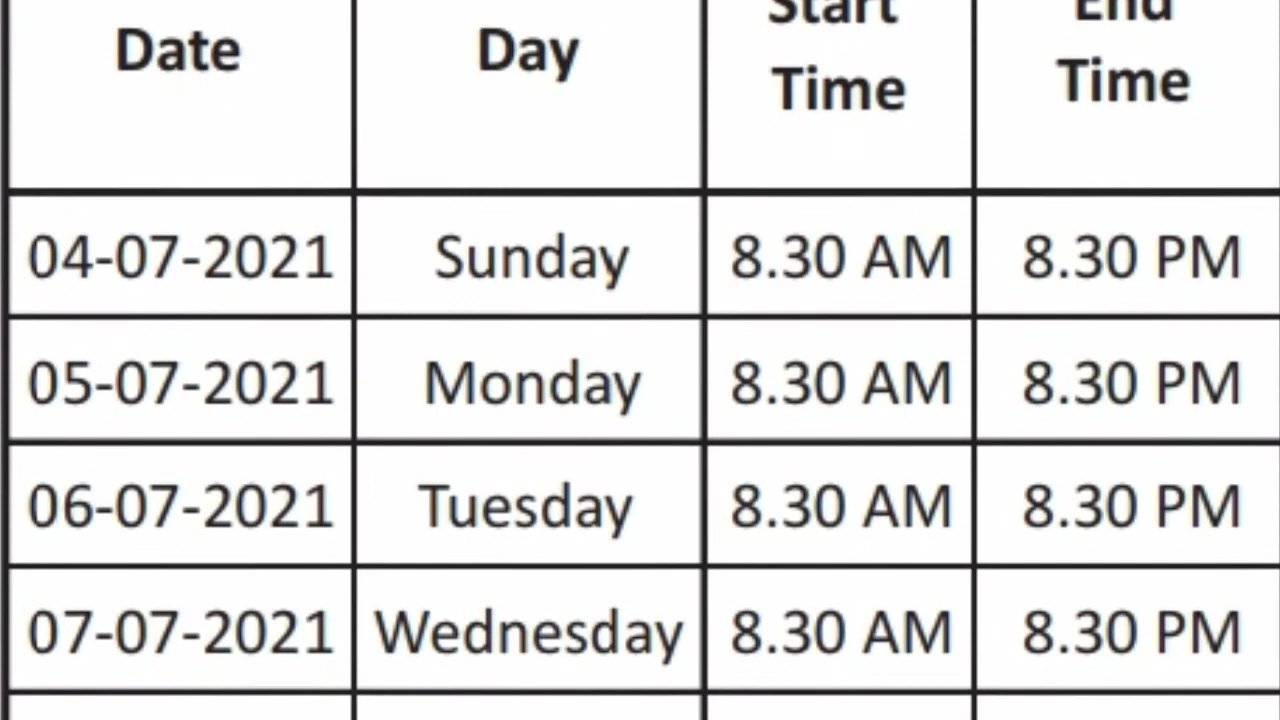 Date Day Start Time End Time
04-07-2021 Sunday 8.30 AM 8.30 PM
05-07-2021 Monday 8.30 AM 8.30 PM
06-07-2021 Tuesday 8.30 AM 8.30 PM
07-07-2021 Wednesday 8.30 AM 8.30 PM